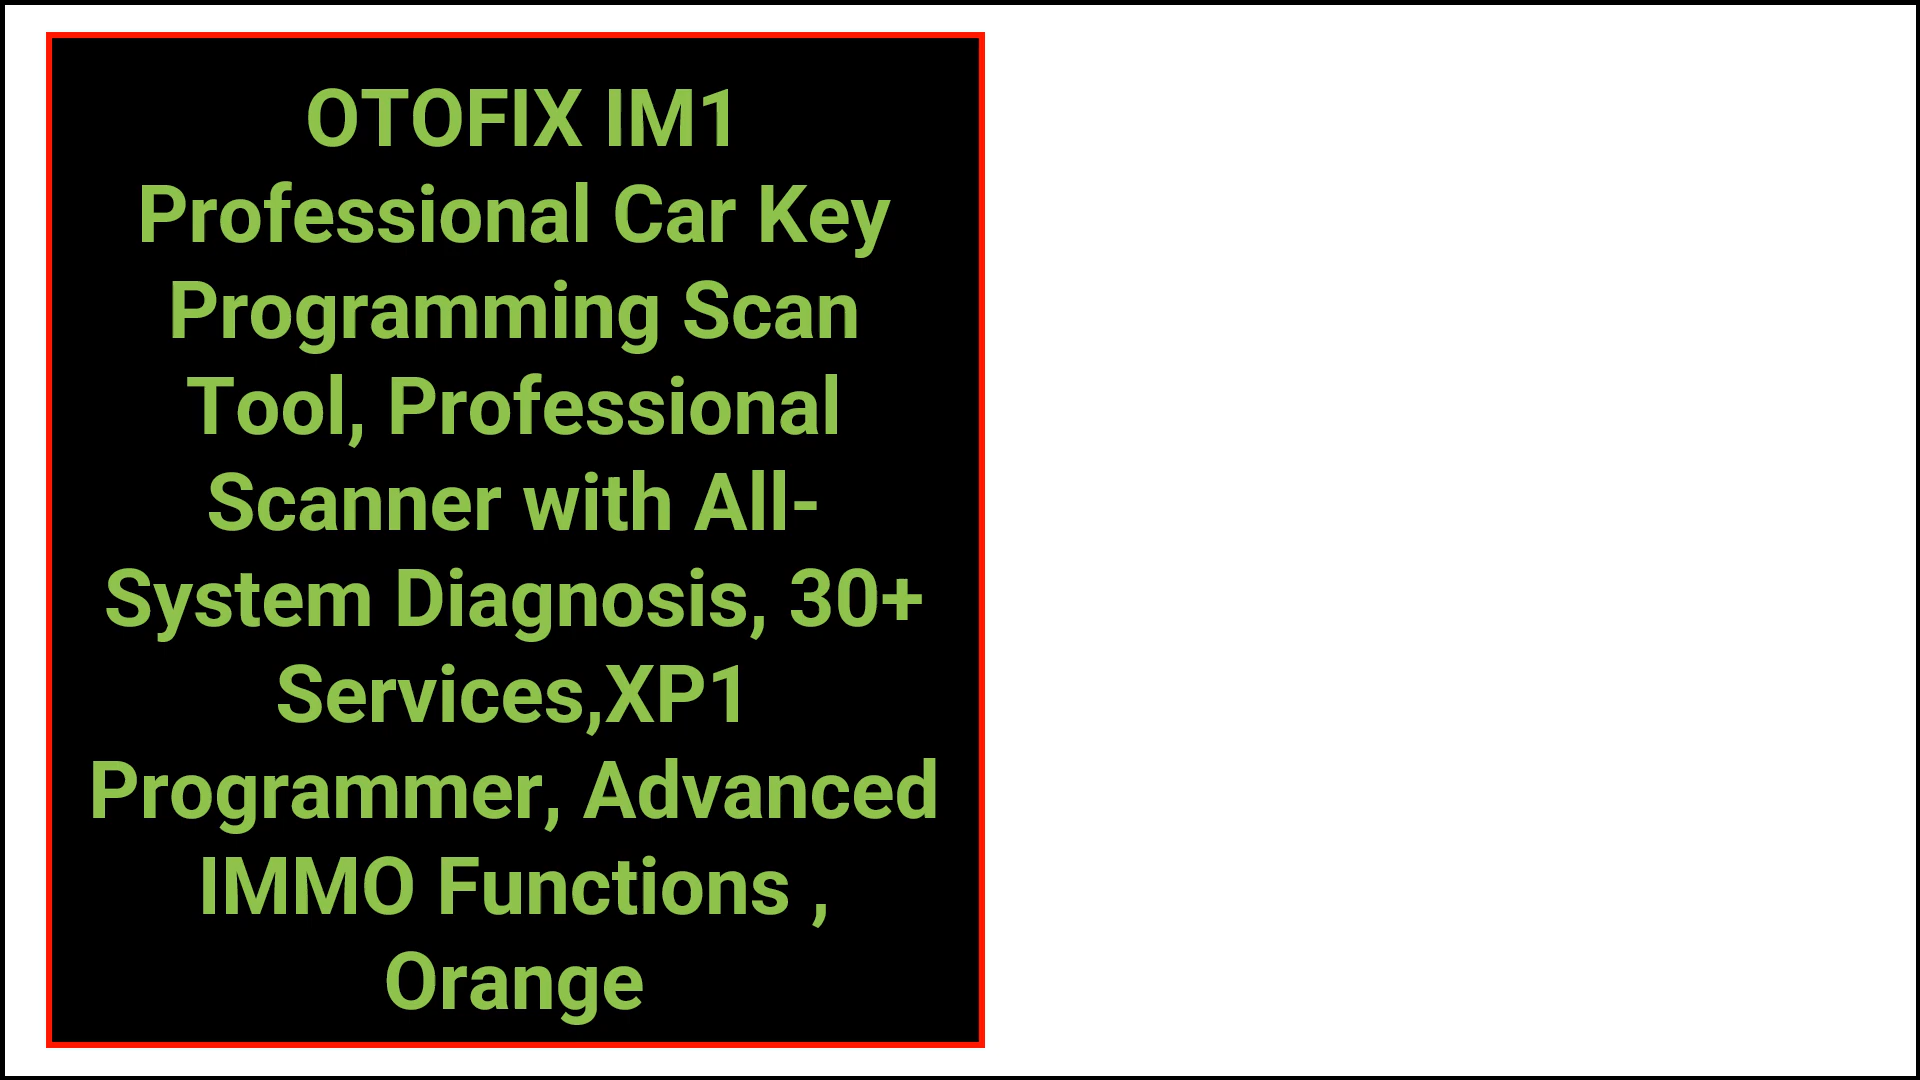 OTOFIX IM1
Professional Car Key
Programming Scan
Tool, Professional
Scanner with All-
System Diagnosis, 30+
Services,XP1
Programmer, Advanced
IMMO Functions ,
Orange